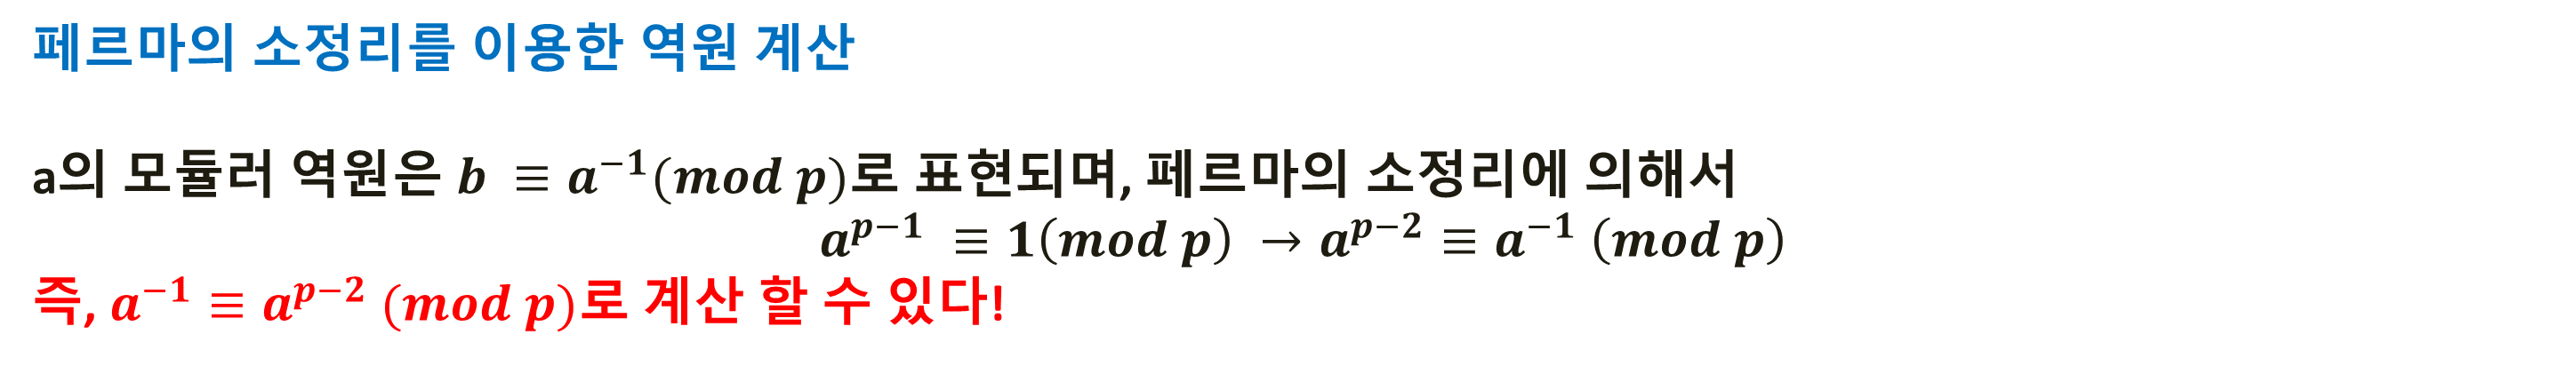 페르마의 소정리를 이용한 역원 계산
a의 모듈러 역원은 b ≡ a⁻¹(mod p)로 표현되며, 페르마의 소정리에 의해서
aᵖ⁻¹ ≡ 1(mod p) → aᵖ⁻² ≡ a⁻¹ (mod p)
즉, a⁻¹ ≡ aᵖ⁻² (mod p)로 계산 할 수 있다!